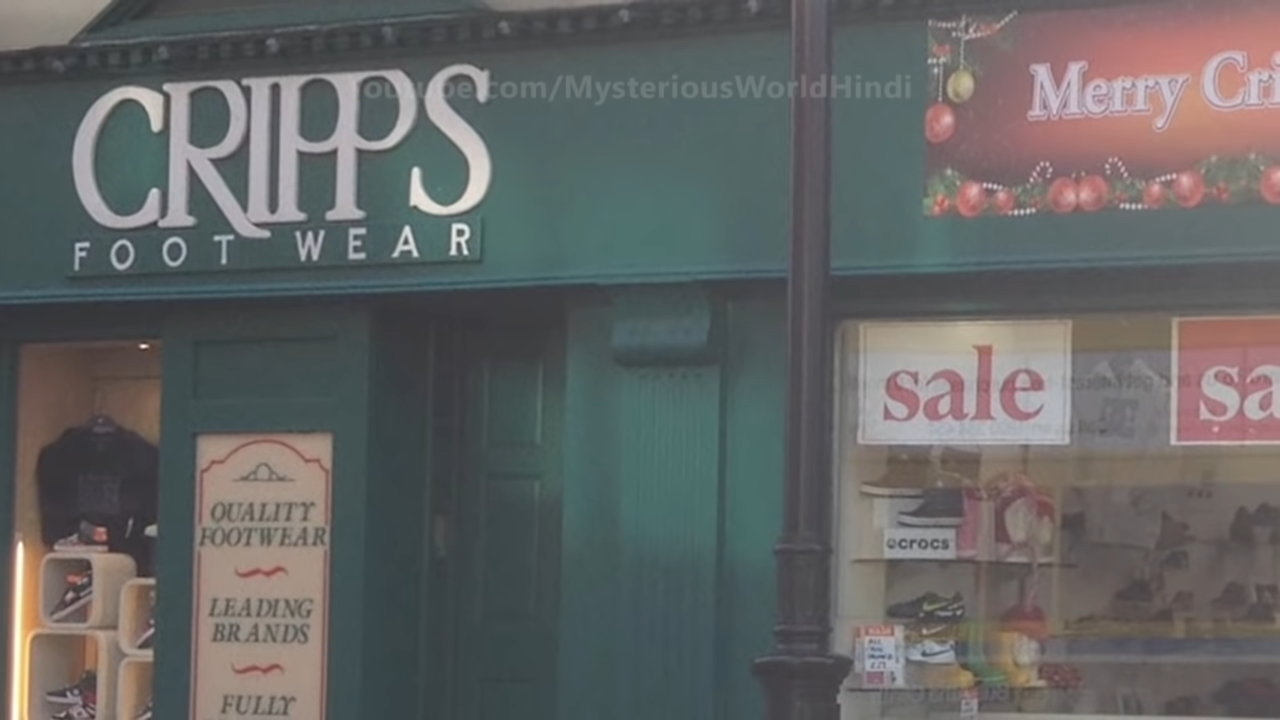 CRIPPS
FOOT WEAR
Youtube.com/MysteriousWorldHindi
Merry Cri
sale
sa
QUALITY
FOOTWEAR
LEADING
BRANDS
FULLY
crocs